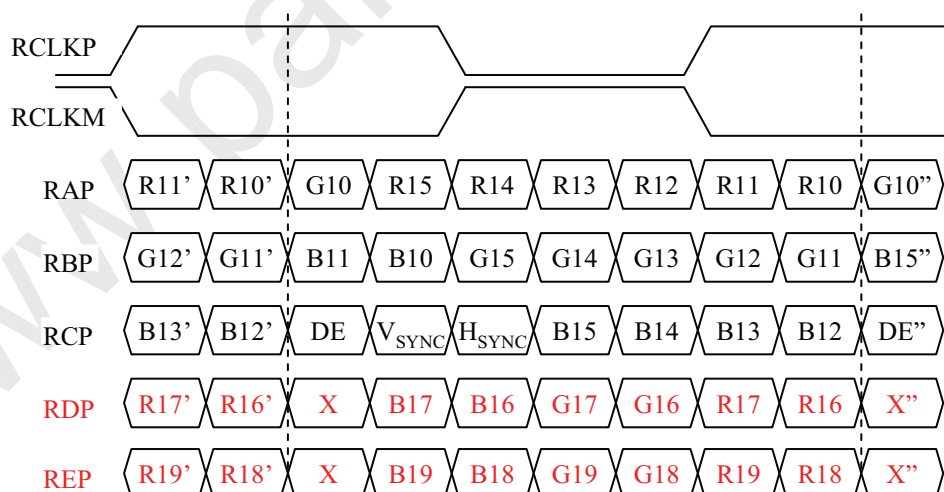 RCLKP
RCLKM
RAP R11’ R10’ G10 R15 R14 R13 R12 R11 R10 G10”
RBP G12’ G11’ B11 B10 G15 G14 G13 G12 G11 B15”
RCP B13’ B12’ DE VSYNC HSYNC B15 B14 B13 B12 DE”
RDP R17’ R16’ X B17 B16 G17 G16 R17 R16 X”
REP R19’ R18’ X B19 B18 G19 G18 R19 R18 X”
www.pa